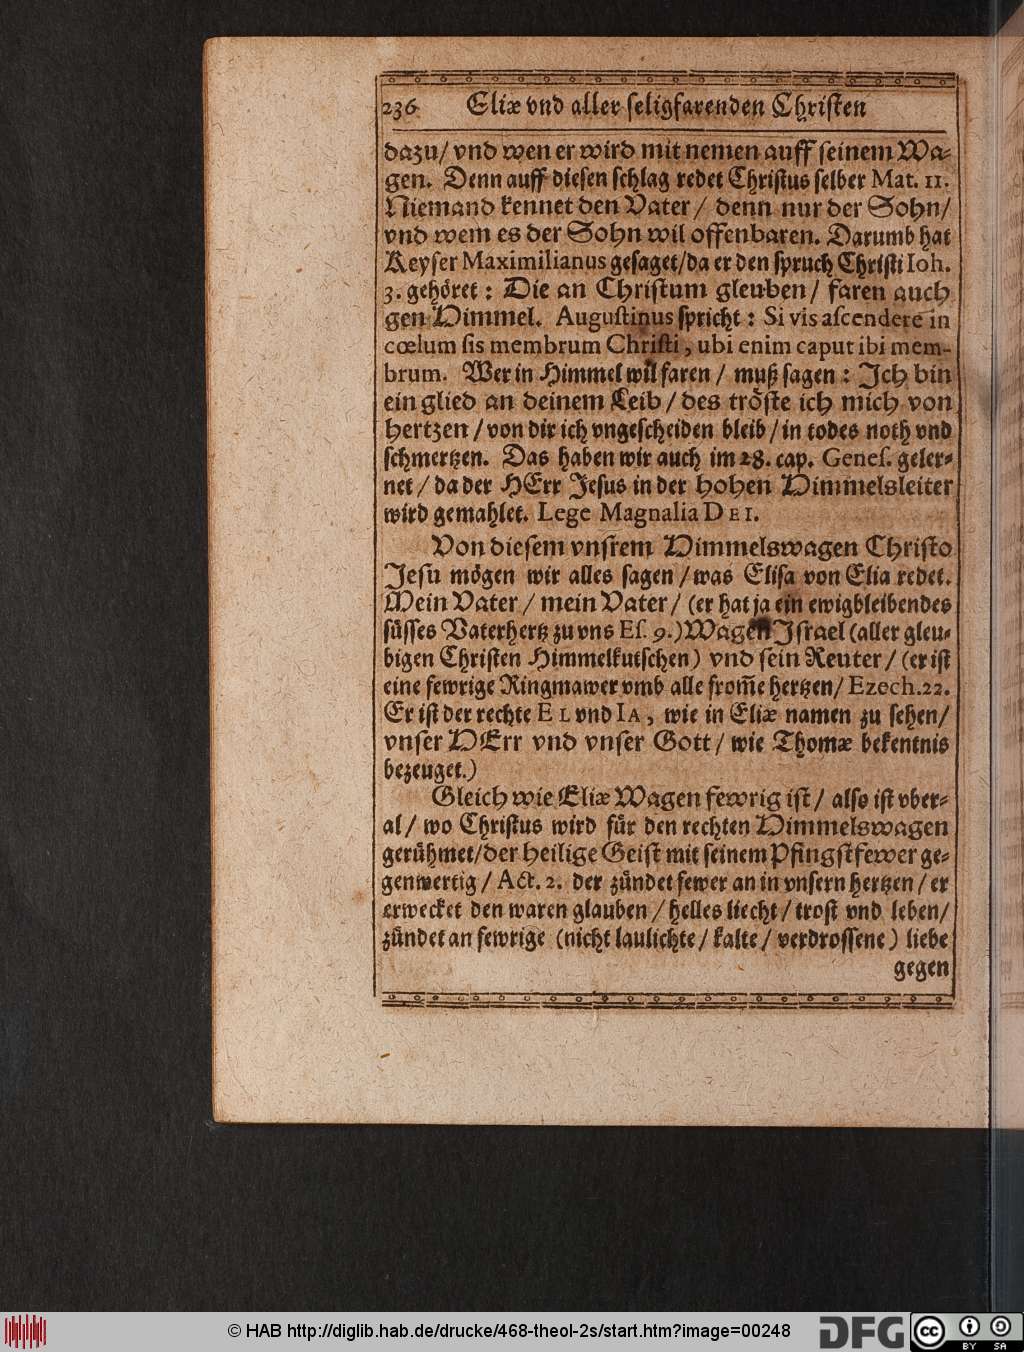 236 Eliæ vnd aller seligfarenden Christen
dazu/ vnd wen er wird mit nemen auff seinem Wa-
gen. Denn auff diesen schlag redet Christus selber Mat. 11.
Niemand kennet den Vater/ denn nur der Sohn/
vnd wem es der Sohn wil offenbaren. Darumb hat
Keyser Maximilianus gesaget/da er den spruch Christi Ioh.
3. gehöret: Die an Christum gleuben/ faren auch
gen Himmel. Augustinus spricht: Si vis ascendere in
cœlum sis membrum Christi, ubi enim caput ibi mem-
brum. Wer in Himmel wil faren/ muß sagen: Ich bin
ein glied an deinem Leib/ des tröste ich mich von
hertzen/ von dir ich vngescheiden bleib/ in todes noth vnd
schmertzen. Das haben wir auch im 28. cap. Genes. geler-
net/ da der HErr Jesus in der hohen Himmelsleiter
wird gemahlet. Lege Magnalia DEI.
Von diesem vnsrem Himmelswagen Christo
Jesu mögen wir alles sagen/ was Elisa von Elia redet.
Mein Vater/ mein Vater/ (er hat ja ein ewigbleibendes
süsses Vaterhertz zu vns Es. 9.) Wagen Israel (aller gleu-
bigen Christen Himmelkutschen) vnd sein Reuter/ (er ist
eine fewrige Ringmawer vmb alle from̃e hertzen/ Ezech. 22.
Er ist der rechte EL vnd IA, wie in Eliæ namen zu sehen/
vnser HErr vnd vnser Gott/ wie Thomæ bekentnis
bezeuget.)
Gleich wie Eliæ Wagen fewrig ist/ also ist vber-
al/ wo Christus wird für den rechten Himmelswagen
gerühmet/der heilige Geist mit seinem Pfingstfewer ge-
genwertig/ Act. 2. der zündet fewer an in vnsern hertzen/ er
erwecket den waren glauben/ helles liecht/ trost vnd leben/
zündet an fewrige (nicht laulichte/ kalte/ verdrossene) liebe
gegen
© HAB http://diglib.hab.de/drucke/468-theol-2s/start.htm?image=00248
DFG
cc BY SA